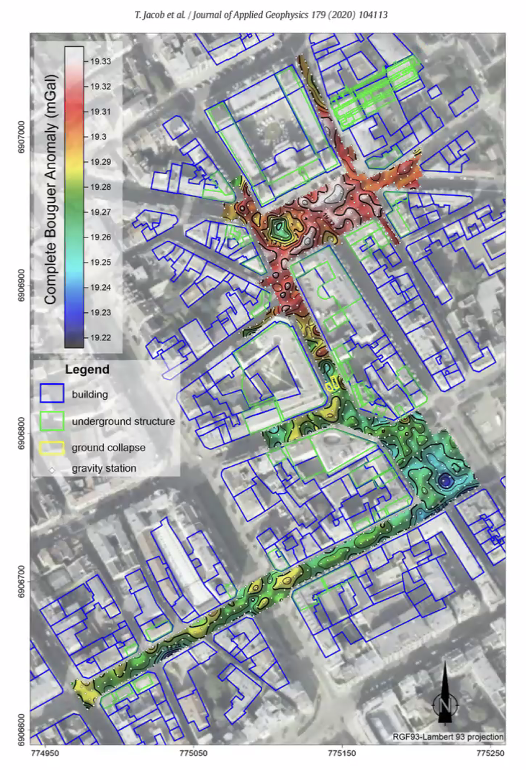 T. Jacob et al. / Journal of Applied Geophysics 179 (2020) 104113
Complete Bouguer Anomaly (mGal)
19.33
19.32
19.31
19.3
19.29
19.28
19.27
19.26
19.25
19.24
19.23
19.22
Legend
building
underground structure
ground collapse
gravity station
6907000
6906900
6906800
6906700
6906600
N
RGF93-Lambert 93 projection
774950
775050
775150
775250